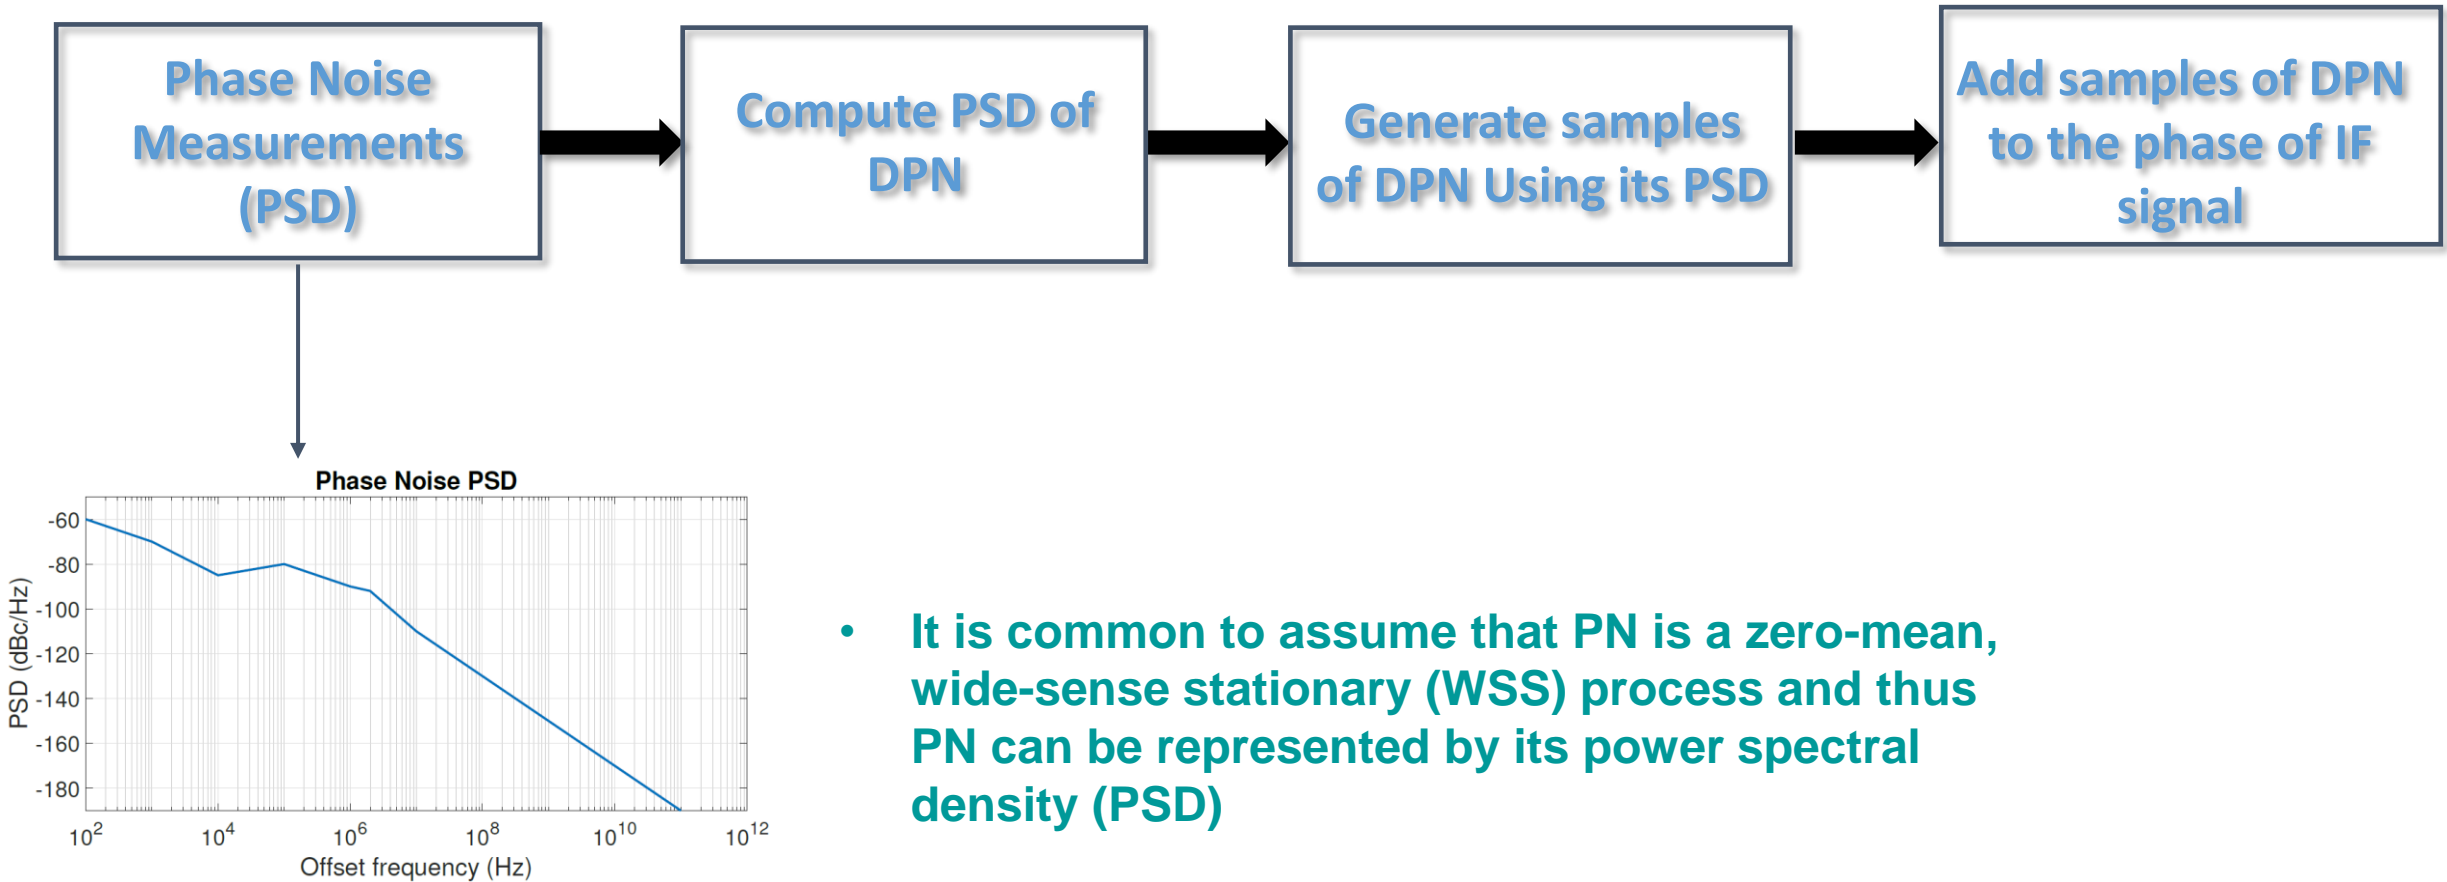 Phase Noise
Measurements
(PSD)
Compute PSD of
DPN
Generate samples
of DPN Using its PSD
Add samples of DPN
to the phase of IF
signal
Phase Noise PSD
-60
-80
-100
-120
-140
-160
-180
PSD (dBc/Hz)
10^2 10^4 10^6 10^8 10^10 10^12
Offset frequency (Hz)
• It is common to assume that PN is a zero-mean,
wide-sense stationary (WSS) process and thus
PN can be represented by its power spectral
density (PSD)